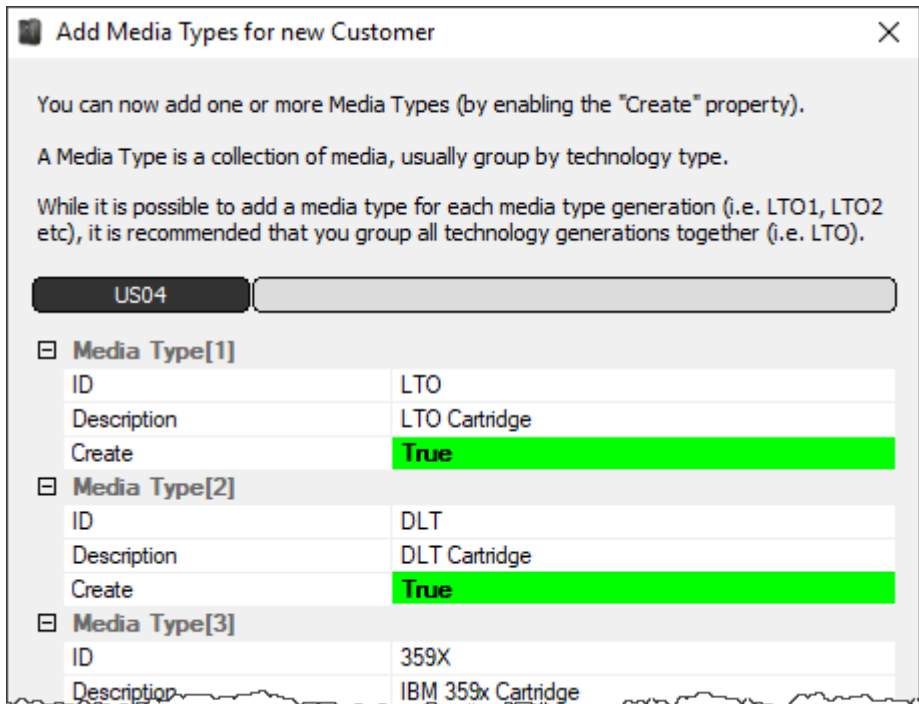 Add Media Types for new Customer
You can now add one or more Media Types (by enabling the "Create" property).
A Media Type is a collection of media, usually group by technology type.
While it is possible to add a media type for each media type generation (i.e. LTO1, LTO2
etc), it is recommended that you group all technology generations together (i.e. LTO).
US04
Media Type[1]
ID LTO
Description LTO Cartridge
Create True
Media Type[2]
ID DLT
Description DLT Cartridge
Create True
Media Type[3]
ID 359X
Description IBM 359x Cartridge